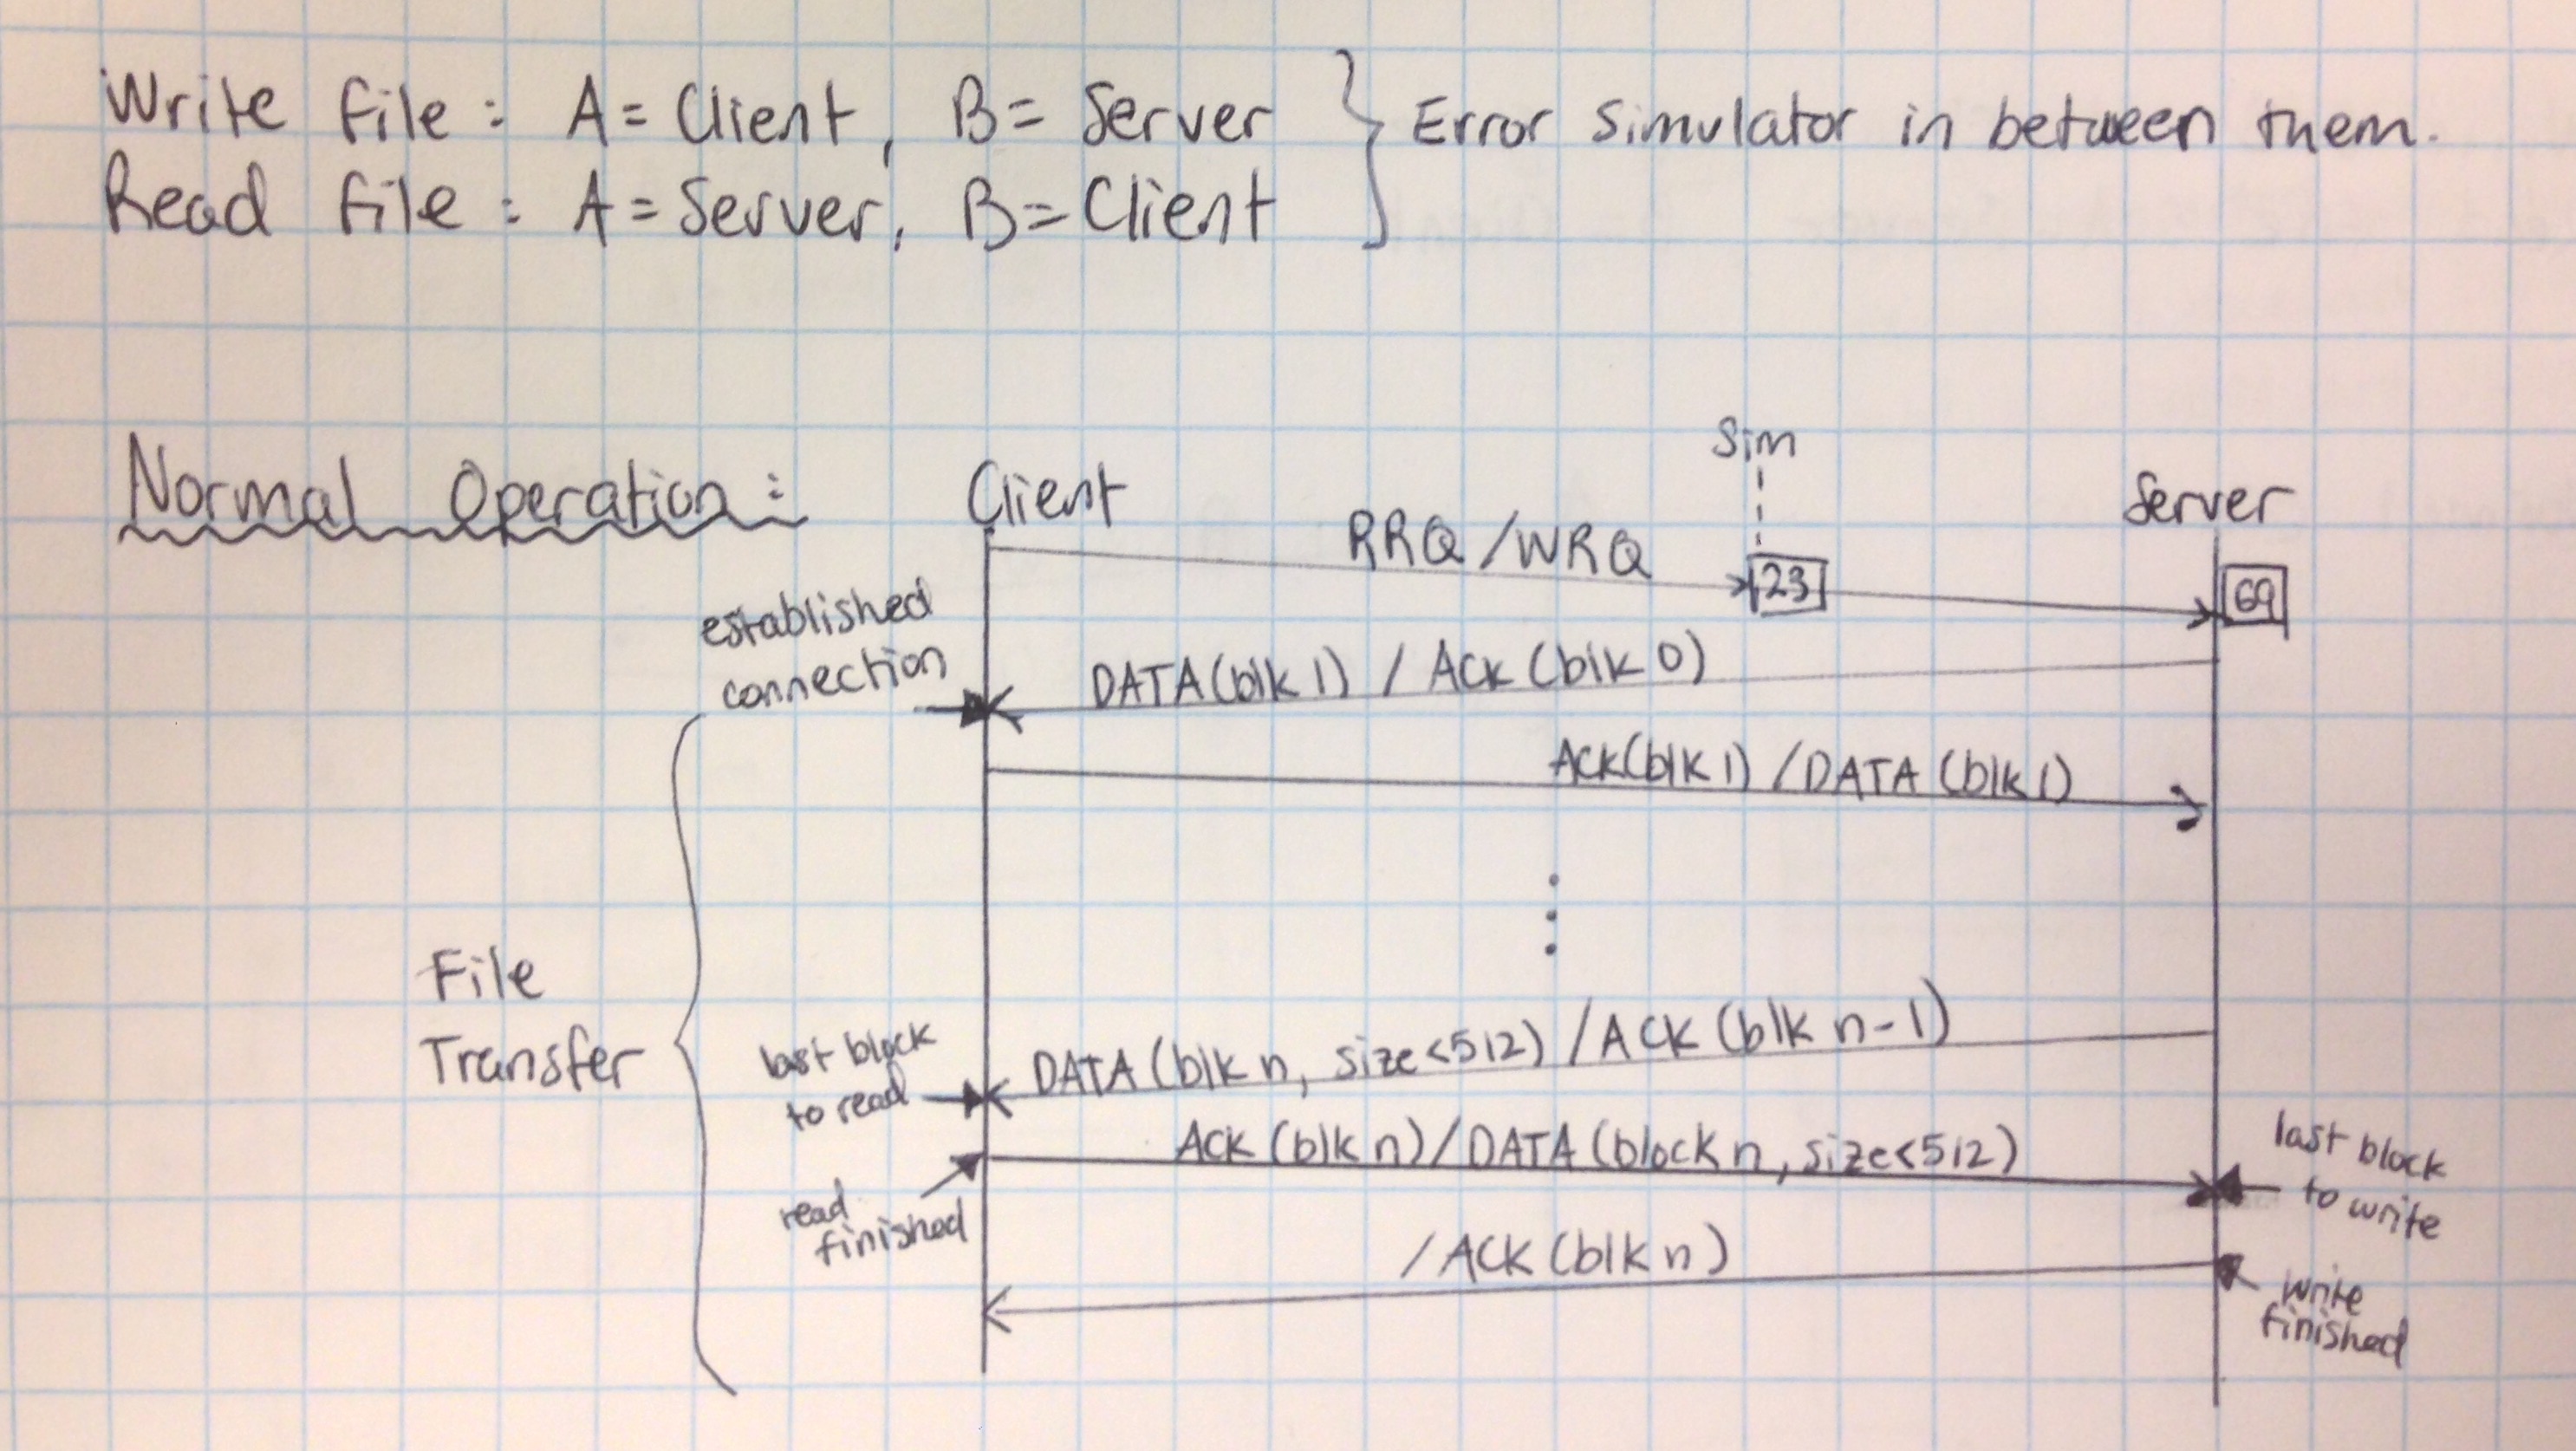 Write file : A = Client, B = Server } Error simulator in between them.
Read file : A = Server, B = Client
Normal Operation :
Sim
Client
Server
RRQ / WRQ
23
69
established
connection
DATA (blk 1) / Ack (blk 0)
Ack (blk 1) / DATA (blk 1)
File
Transfer
last block
to read
DATA (blk n, size < 512) / ACK (blk n-1)
ACK (blk n) / DATA (block n, size < 512)
last block
to write
read
finished
/ ACK (blk n)
write
finished